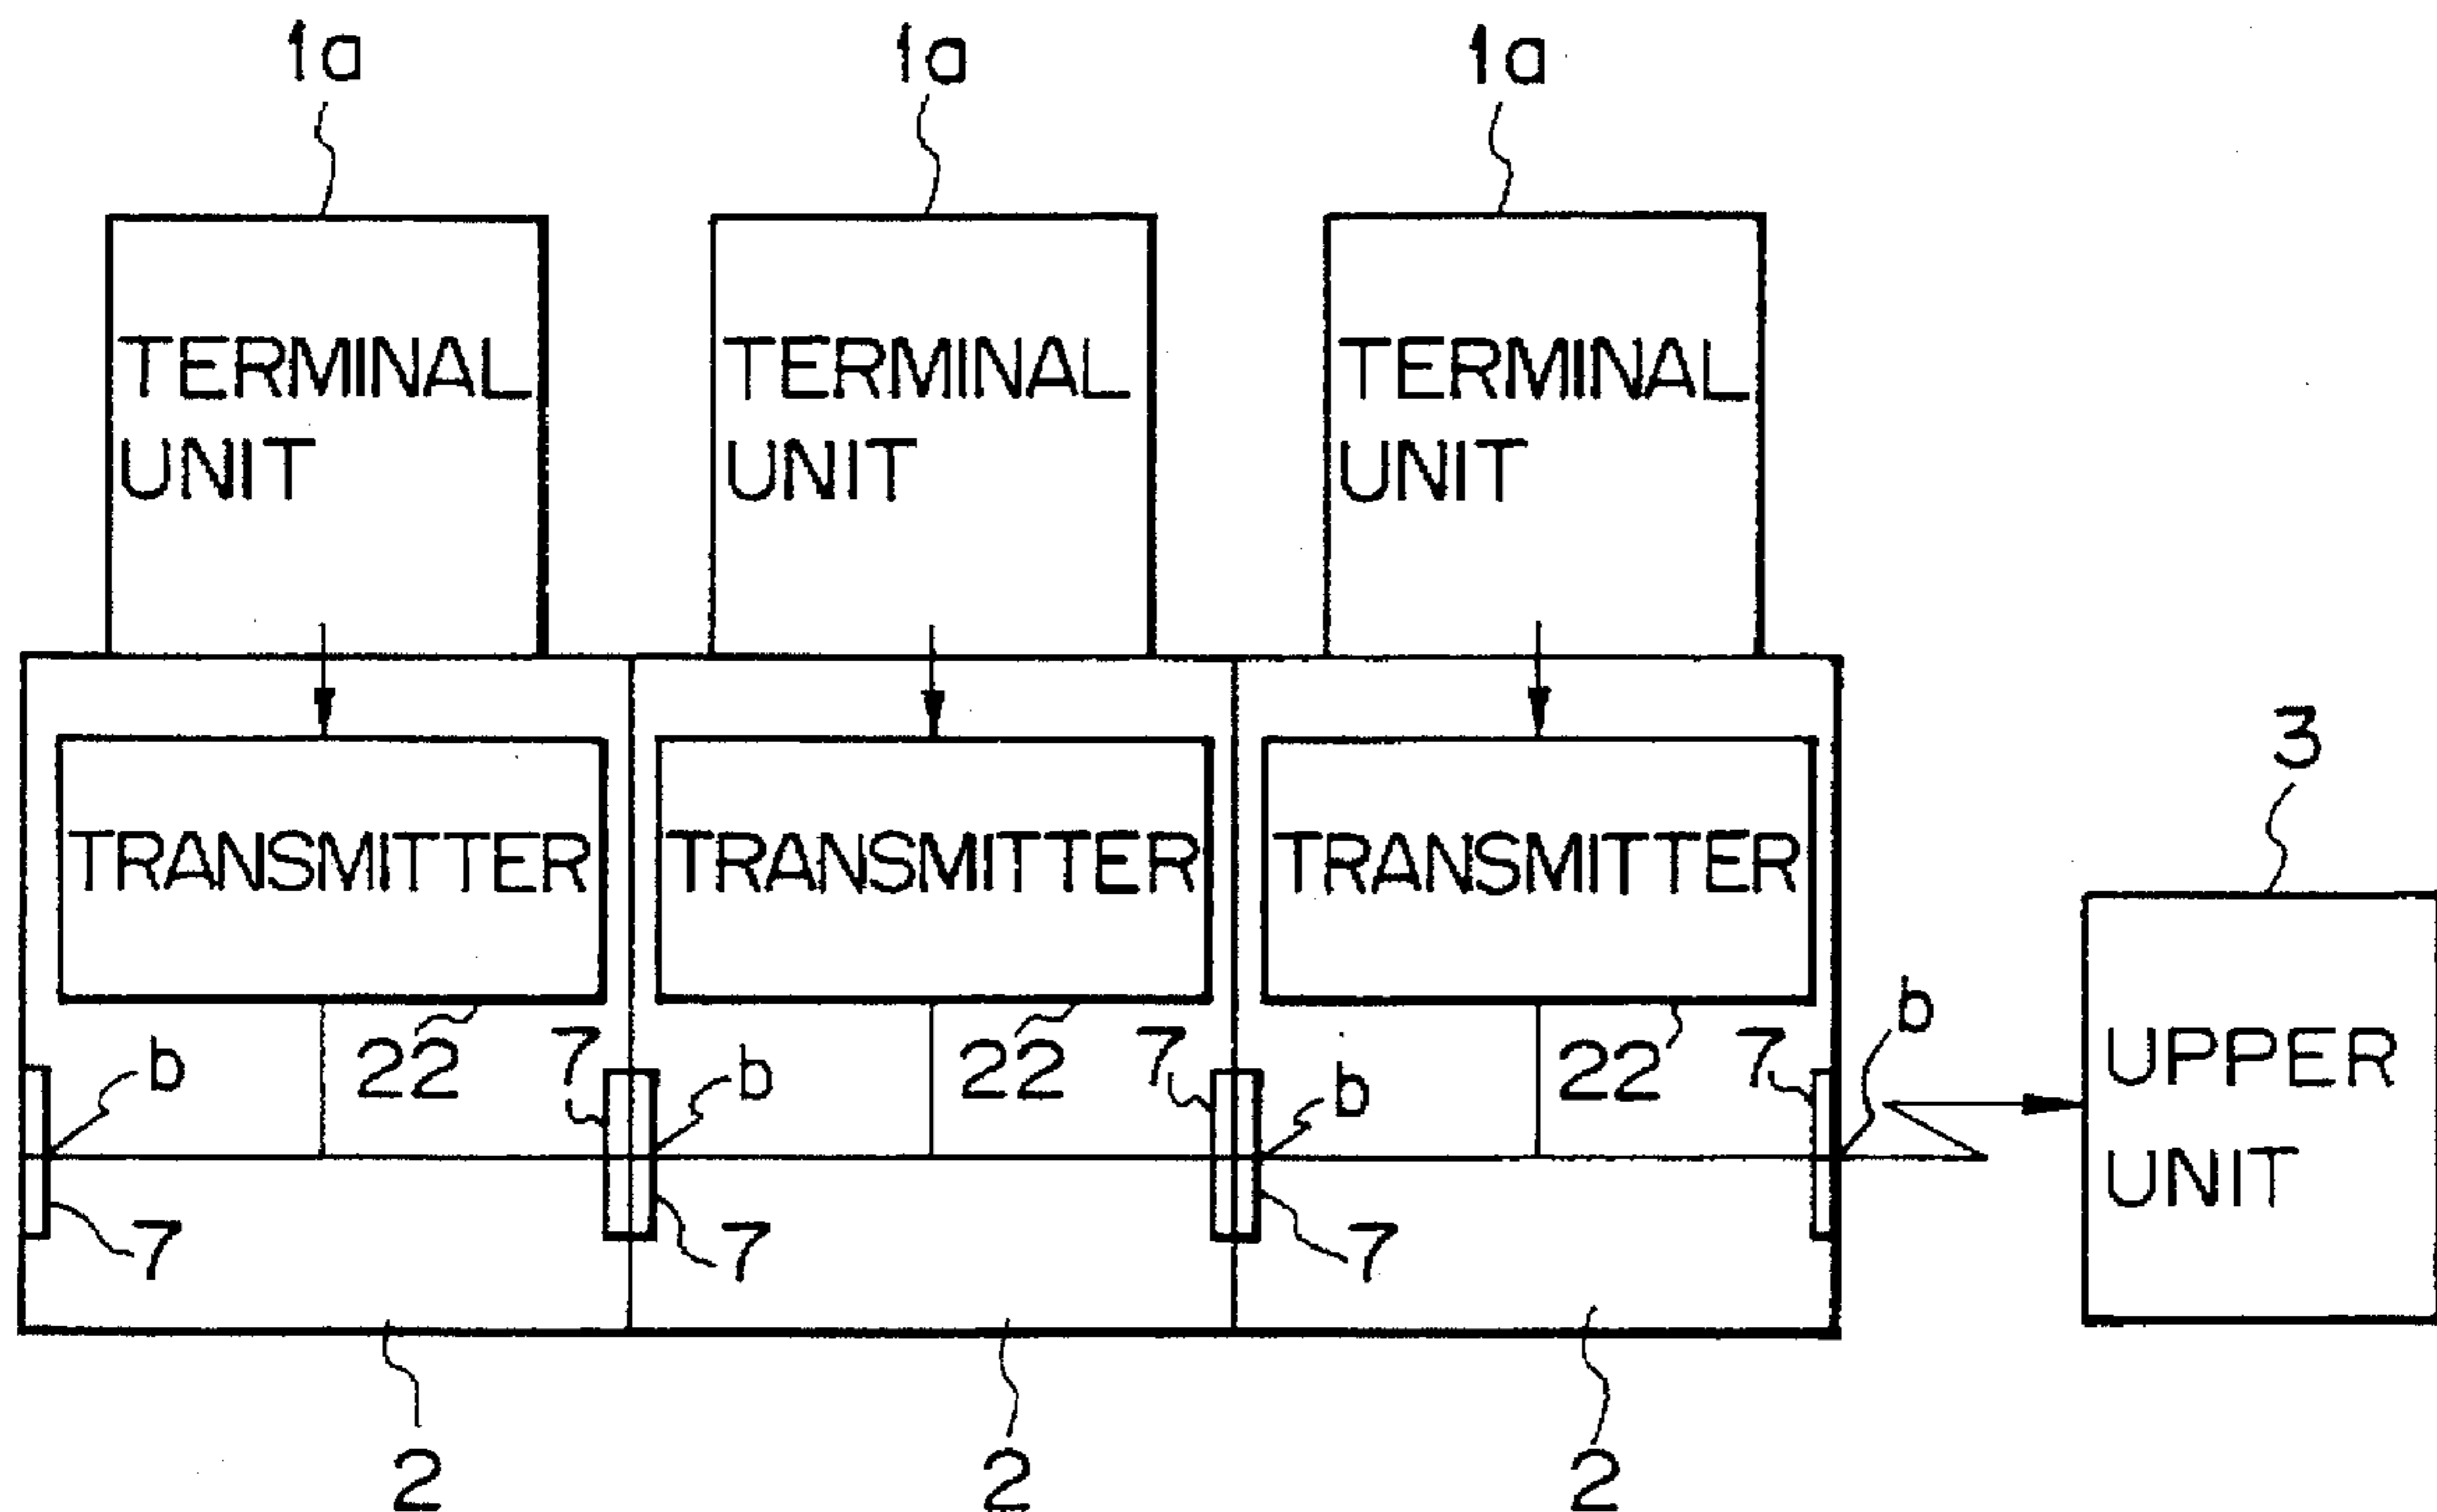 1a 1a 1a
TERMINAL UNIT
TERMINAL UNIT
TERMINAL UNIT
3
TRANSMITTER TRANSMITTER TRANSMITTER
b
b 22 7 b 22 7 b 22 7
UPPER UNIT
7 7 7
2 2 2